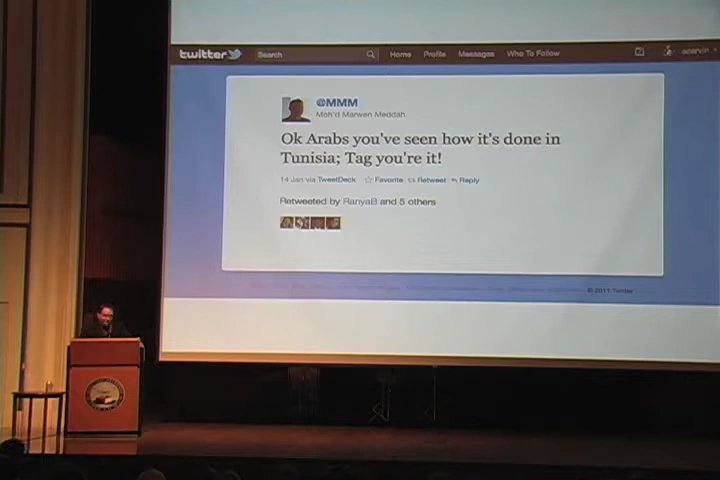 twitter Search Home Profile Messages Who To Follow acarvin
@MMM
Moh'd Marwen Meddah
Ok Arabs you've seen how it's done in
Tunisia; Tag you're it!
14 Jan via TweetDeck Favorite Retweet Reply
Retweeted by RanyaB and 5 others
© 2011 Twitter